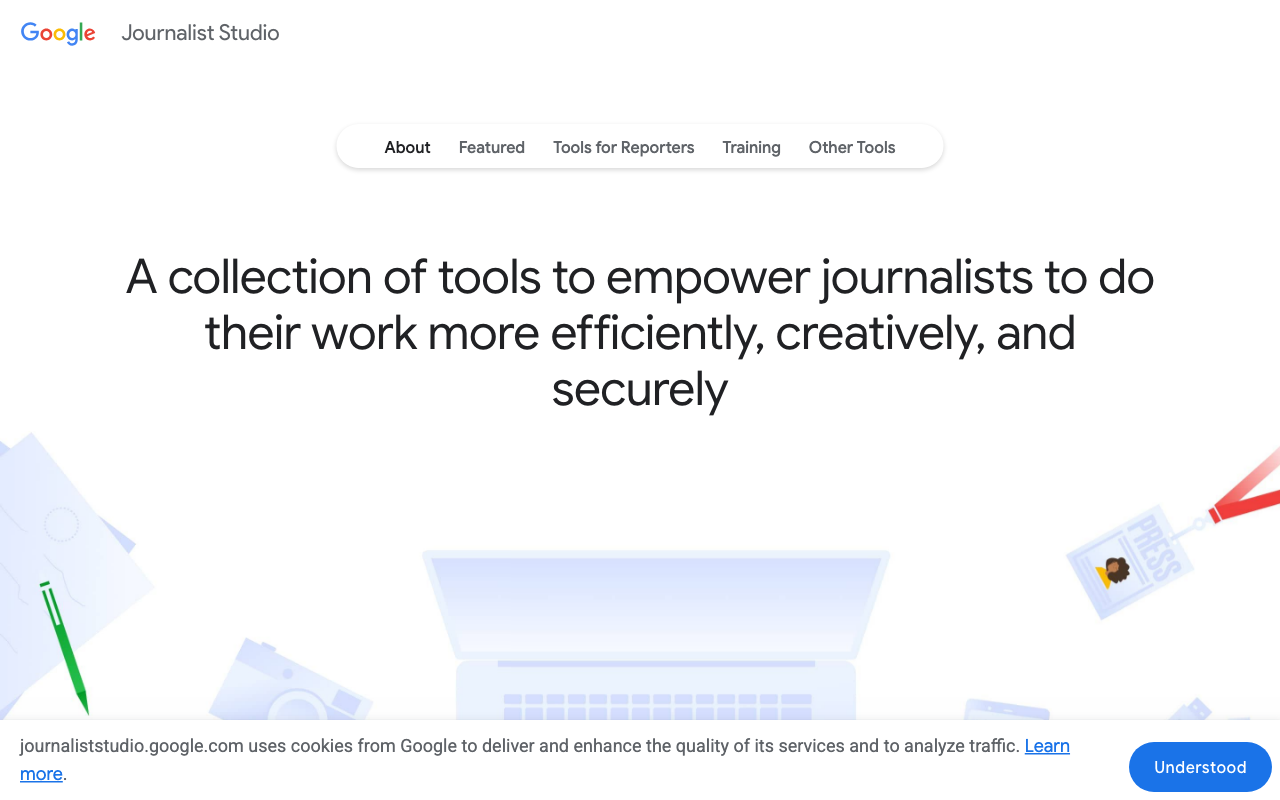 Google Journalist Studio
About Featured Tools for Reporters Training Other Tools
A collection of tools to empower journalists to do
their work more efficiently, creatively, and
securely
PRESS
journaliststudio.google.com uses cookies from Google to deliver and enhance the quality of its services and to analyze traffic. Learn
more.
Understood